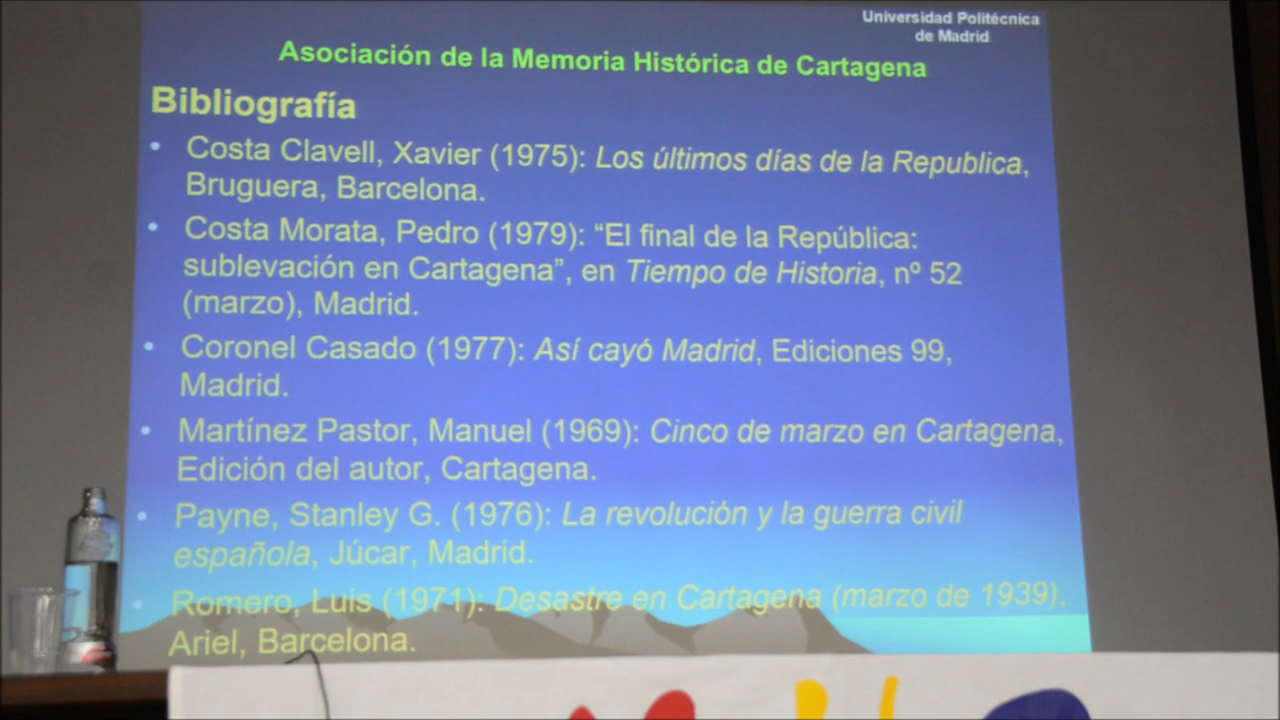 Universidad Politécnica
de Madrid
Asociación de la Memoria Histórica de Cartagena
Bibliografía
• Costa Clavell, Xavier (1975): Los últimos días de la Republica,
Bruguera, Barcelona.
• Costa Morata, Pedro (1979): “El final de la República:
sublevación en Cartagena”, en Tiempo de Historia, nº 52
(marzo), Madrid.
• Coronel Casado (1977): Así cayó Madrid, Ediciones 99,
Madrid.
• Martínez Pastor, Manuel (1969): Cinco de marzo en Cartagena,
Edición del autor, Cartagena.
• Payne, Stanley G. (1976): La revolución y la guerra civil
española, Júcar, Madrid.
• Romero, Luis (1971): Desastre en Cartagena (marzo de 1939),
Ariel, Barcelona.